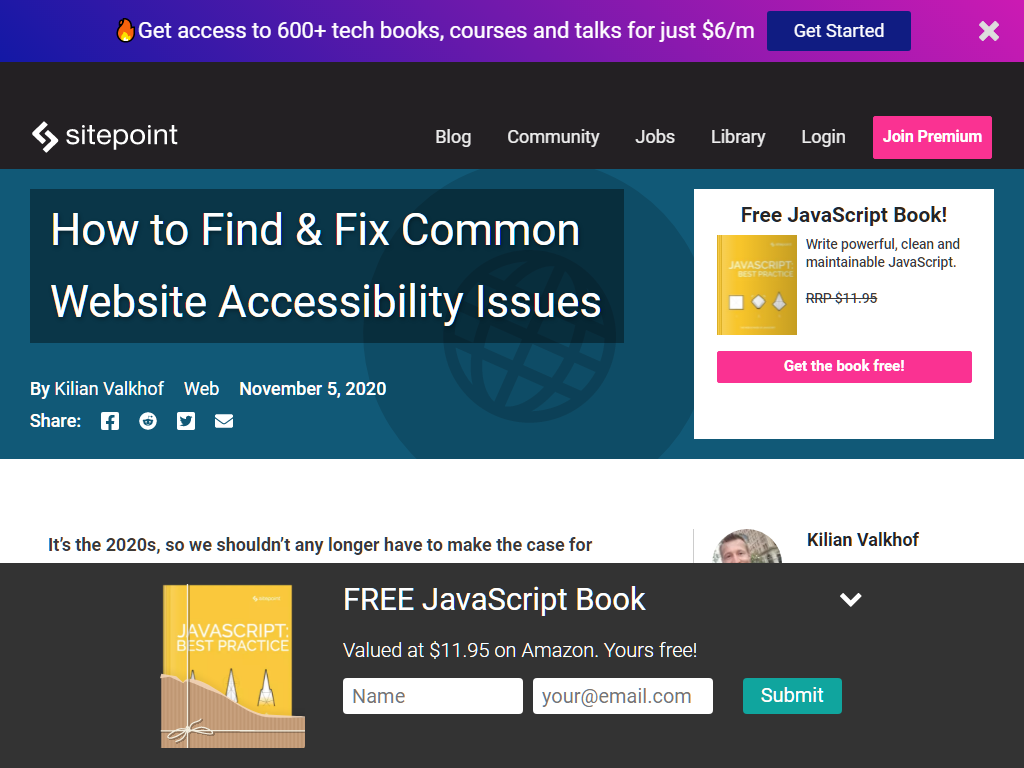 🔥Get access to 600+ tech books, courses and talks for just $6/m
Get Started
sitepoint
Blog
Community
Jobs
Library
Login
Join Premium
How to Find & Fix Common
Website Accessibility Issues
By Kilian Valkhof
Web
November 5, 2020
Share:
Free JavaScript Book!
JAVASCRIPT:
BEST PRACTICE
Write powerful, clean and
maintainable JavaScript.
RRP $11.95
Get the book free!
It's the 2020s, so we shouldn't any longer have to make the case for
Kilian Valkhof
sitepoint
JAVASCRIPT:
BEST PRACTICE
FREE JavaScript Book
Valued at $11.95 on Amazon. Yours free!
Name
your@email.com
Submit